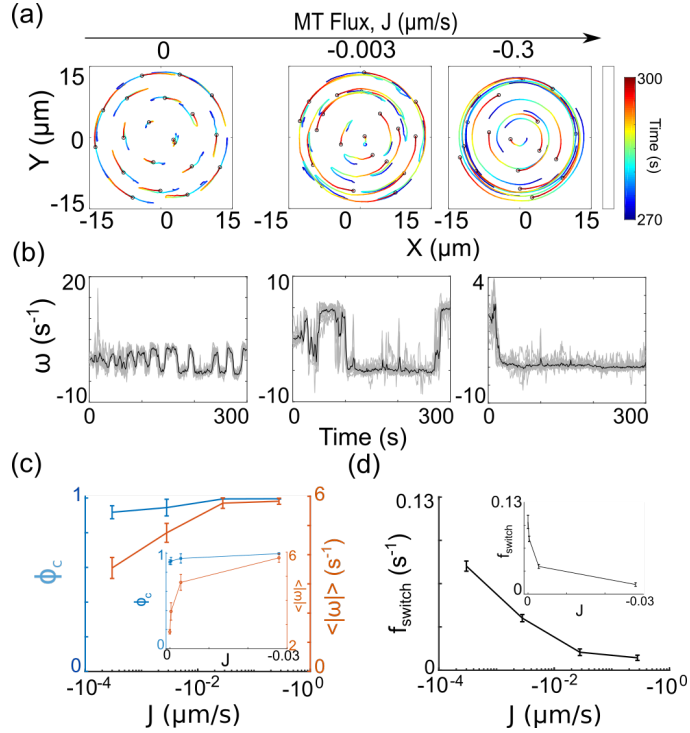 (a)
MT Flux, J (µm/s)
0 -0.003 -0.3
15 300
Y (µm) 0 Time (s)
-15 270
-15 0 15 -15 0 15 -15 0 15
X (µm)
(b)
20 10 4
ω (s⁻¹)
-10 -10 -10
0 300 0 300 0 300
Time (s)
(c) (d)
1 6 0.13
ϕc <|ω|> (s⁻¹) fswitch (s⁻¹)
0 0 0
-10⁻⁴ -10⁻² -10⁰ -10⁻⁴ -10⁻² -10⁰
J (µm/s) J (µm/s)
1 6
ϕc <|ω|>
0 2
0 -0.03
J
0.13
fswitch
0
0 -0.03
J